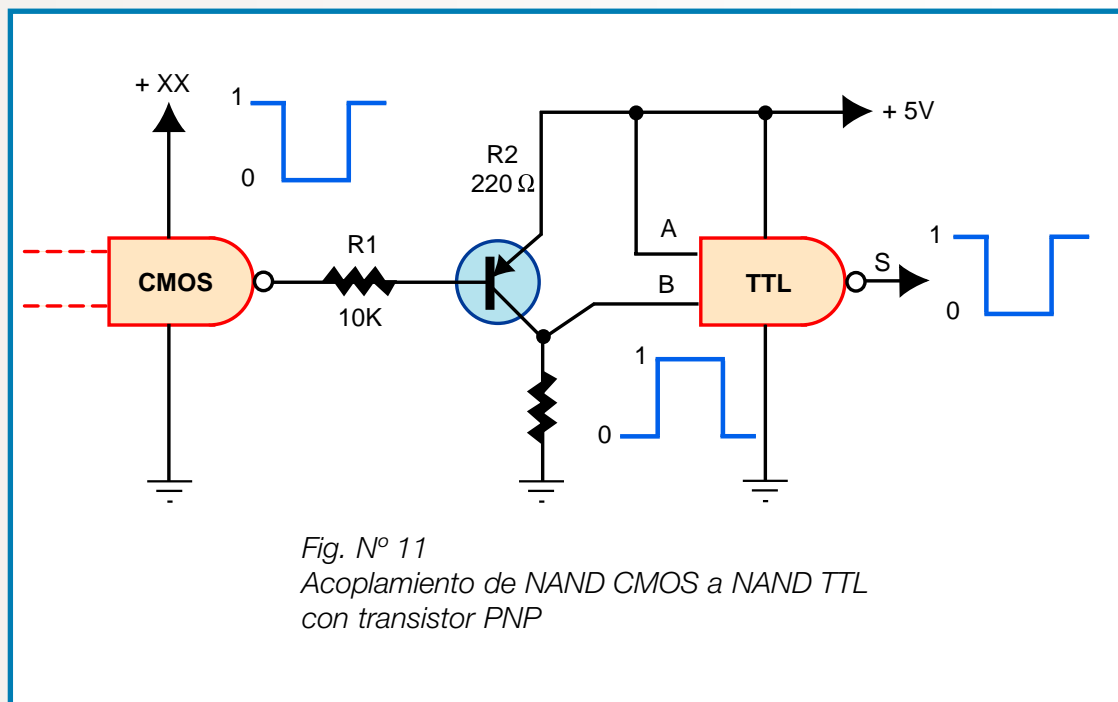 + XX
1
0
R1
10K
CMOS
R2
220 Ω
+ 5V
A
B
TTL
S
1
0
1
0
Fig. Nº 11
Acoplamiento de NAND CMOS a NAND TTL
con transistor PNP